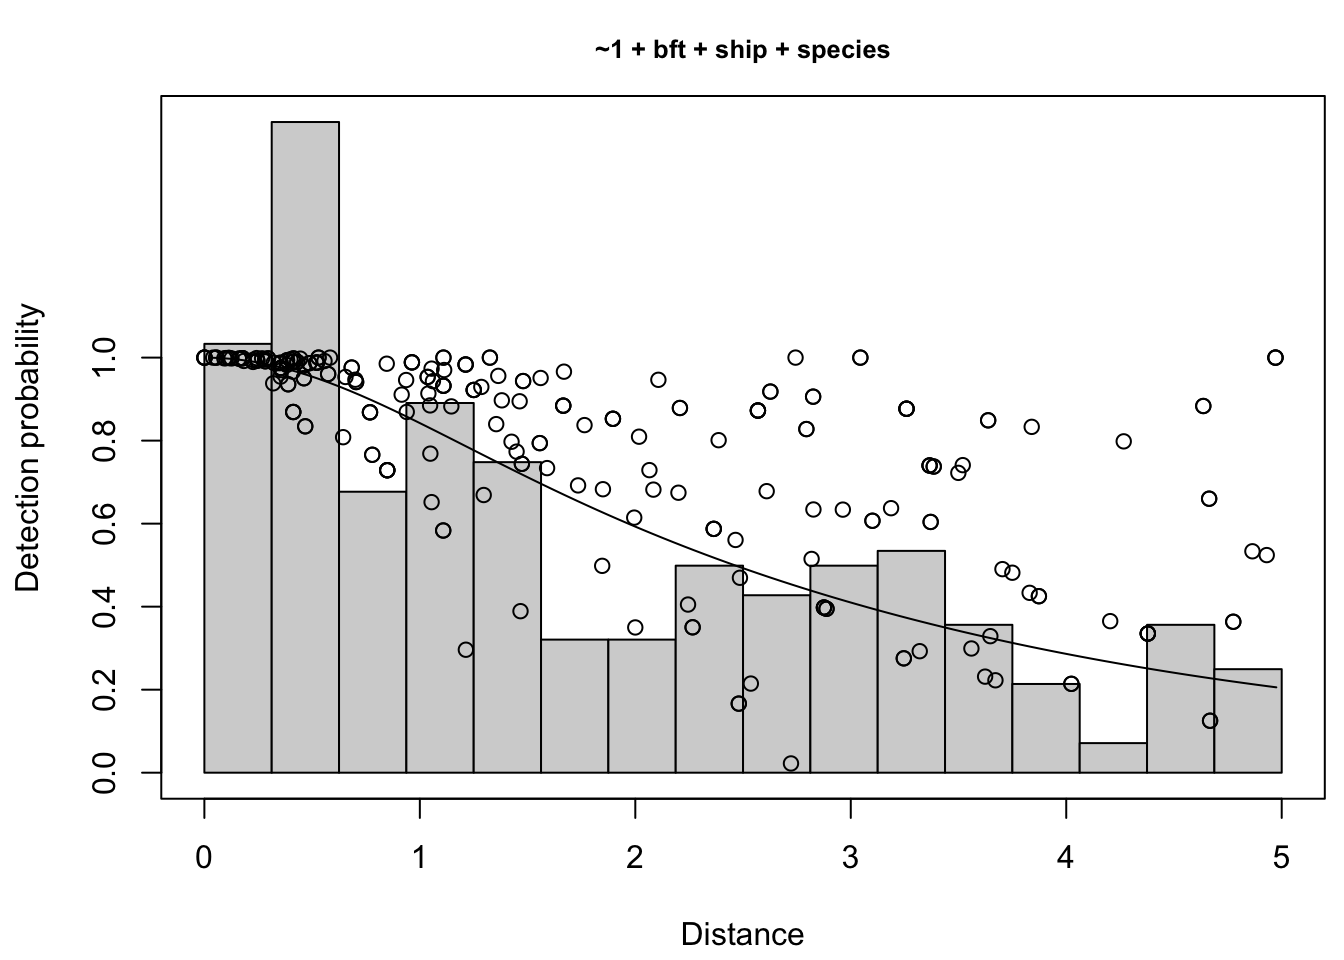 ~1 + bft + ship + species
Detection probability
1.0
0.8
0.6
0.4
0.2
0.0
0 1 2 3 4 5
Distance